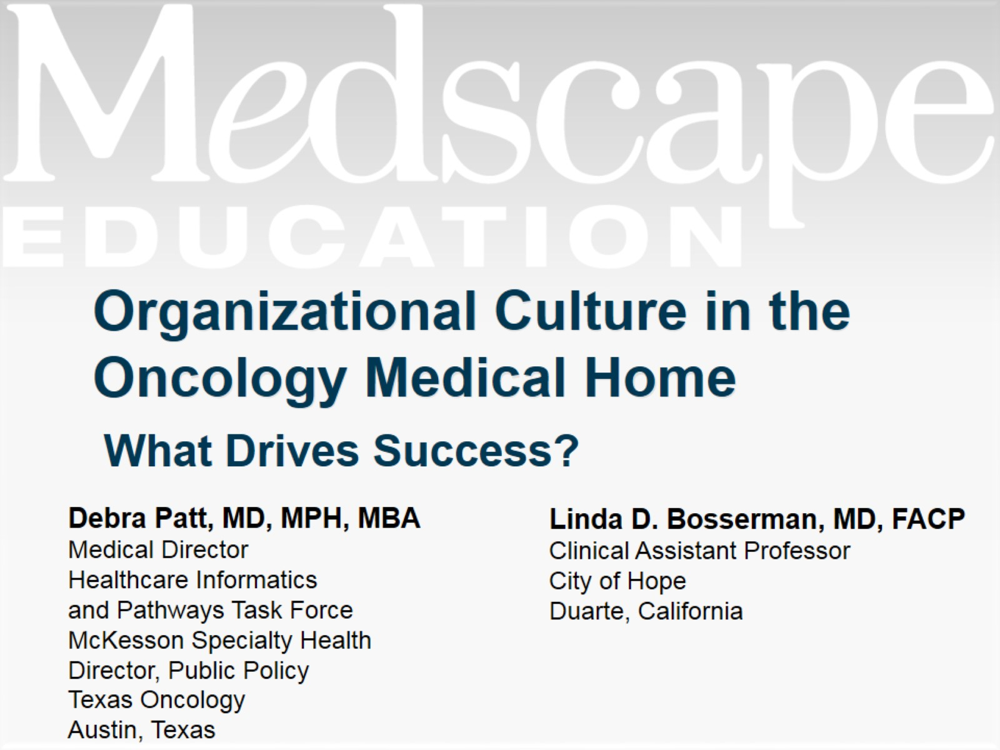 Medscape
EDUCATION
Organizational Culture in the
Oncology Medical Home
What Drives Success?
Debra Patt, MD, MPH, MBA
Medical Director
Healthcare Informatics
and Pathways Task Force
McKesson Specialty Health
Director, Public Policy
Texas Oncology
Austin, Texas
Linda D. Bosserman, MD, FACP
Clinical Assistant Professor
City of Hope
Duarte, California